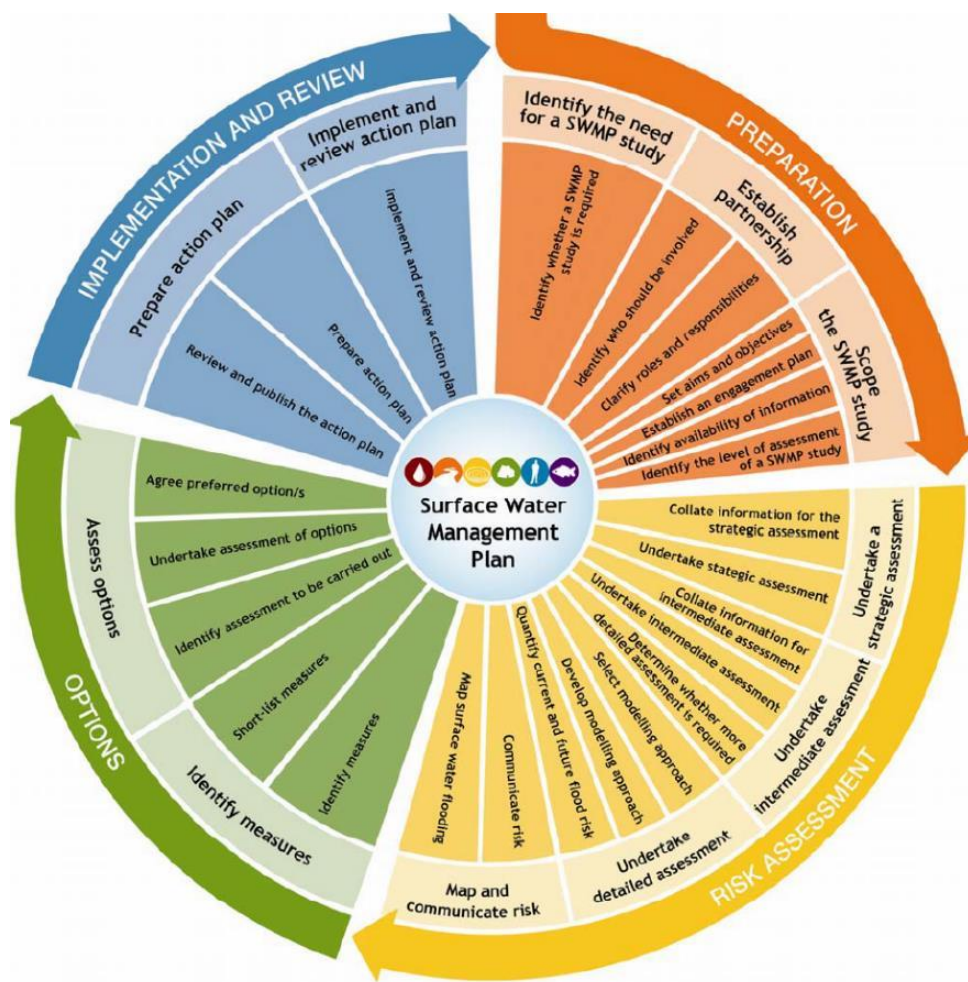 PREPARATION
Identify the need
for a SWMP study
Identify whether a SWMP
study is required
Establish
partnership
Identify who should be involved
Clarify roles and responsibilities
Scope
the SWMP study
Set aims and objectives
Establish an engagement plan
Identify availability of information
Identify the level of assessment
of a SWMP study
RISK ASSESSMENT
Undertake a
strategic assessment
Collate information for the
strategic assessment
Undertake stategic assessment
Undertake
intermediate assessment
Collate information for
intermediate assessment
Undertake intermediate assessment
Determine whether more
detailed assessment is required
Undertake
detailed assessment
Select modelling approach
Develop modelling approach
Quantify current and future flood risk
Map and
communicate risk
Communicate risk
Map surface water flooding
OPTIONS
Identify measures
Identify measures
Short-list measures
Assess options
Identify assessment to be carried out
Undertake assessment of options
Agree preferred option/s
IMPLEMENTATION AND REVIEW
Prepare action plan
Review and publish the action plan
Prepare action plan
Implement and
review action plan
Implement and review action plan
Surface Water
Management
Plan